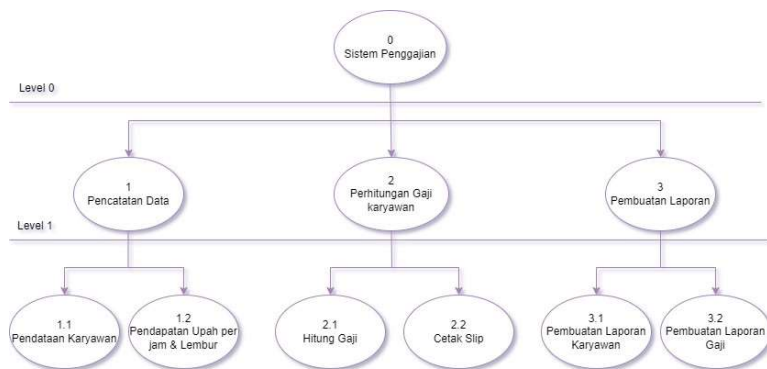 0
Sistem Penggajian
Level 0
1
Pencatatan Data
2
Perhitungan Gaji
karyawan
3
Pembuatan Laporan
Level 1
1.1
Pendataan Karyawan
1.2
Pendapatan Upah per
jam & Lembur
2.1
Hitung Gaji
2.2
Cetak Slip
3.1
Pembuatan Laporan
Karyawan
3.2
Pembuatan Laporan
Gaji